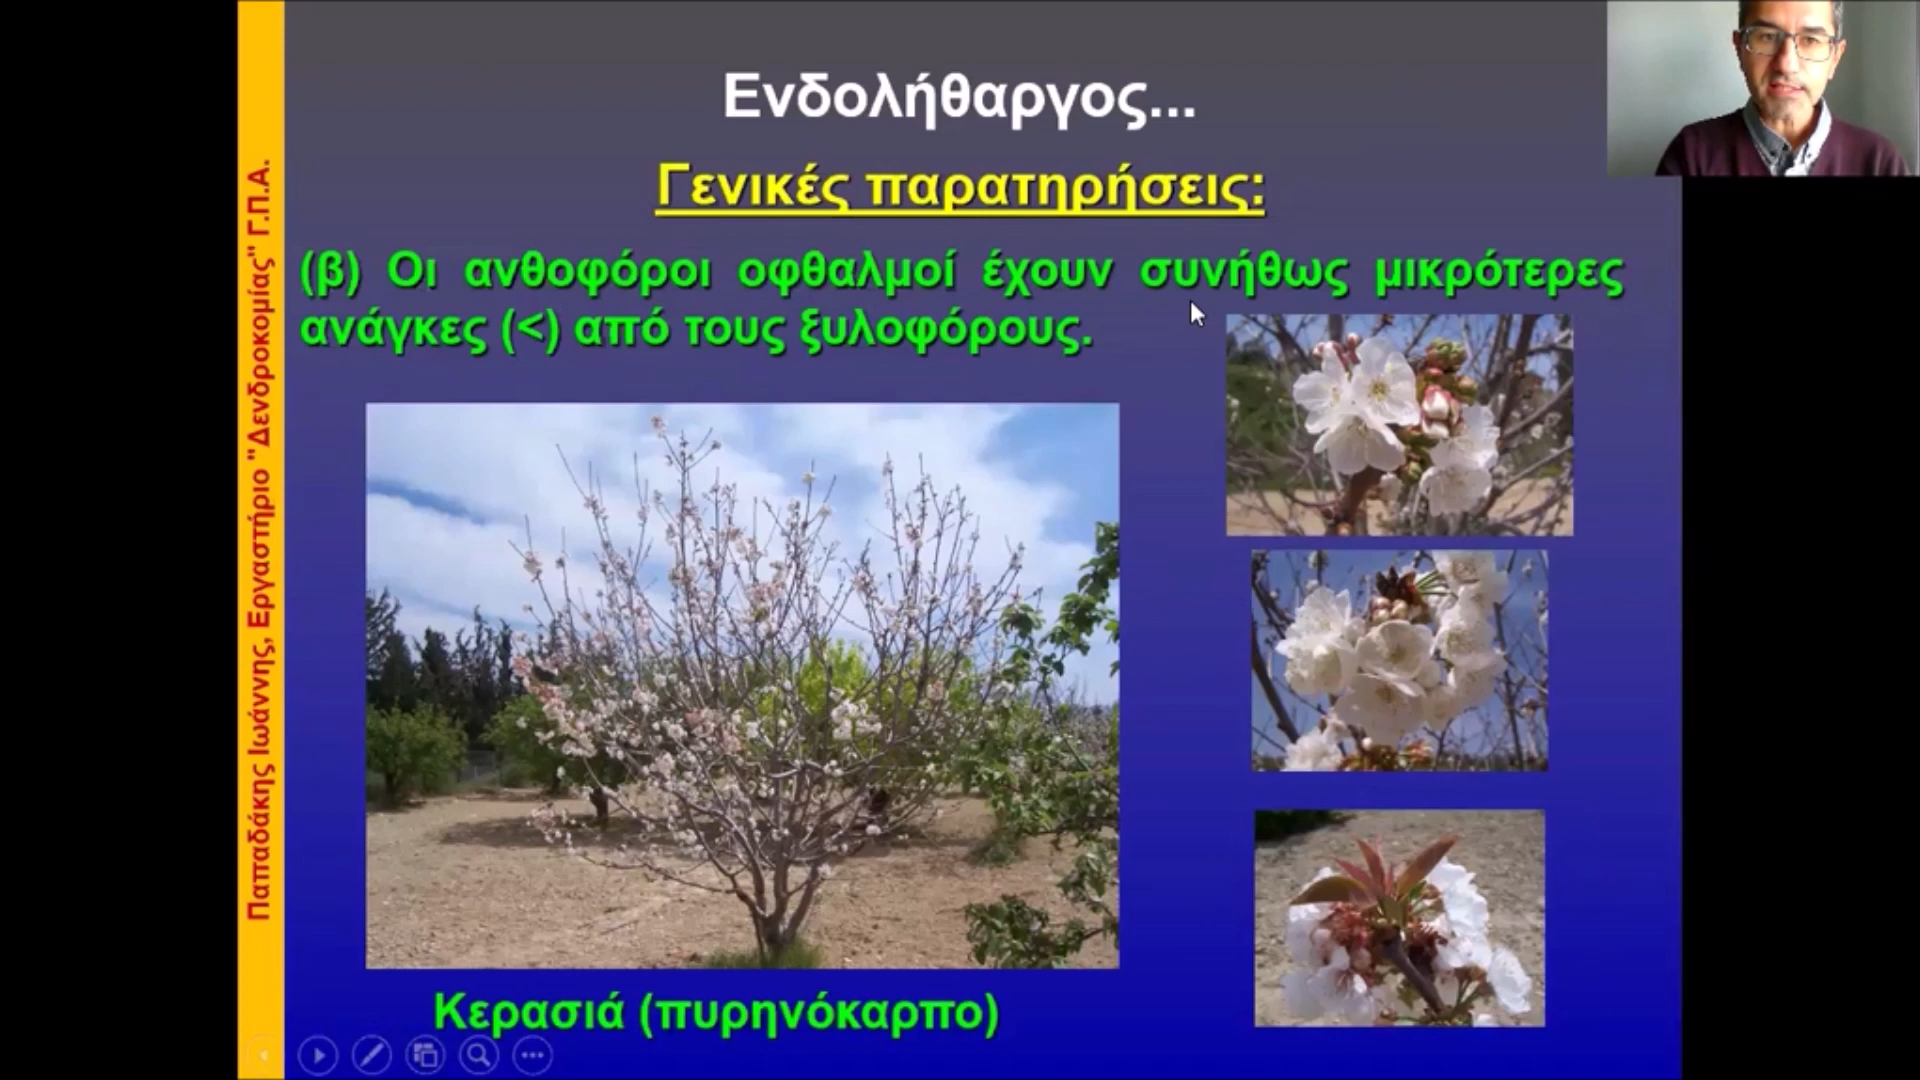 Ενδολήθαργος...
Γενικές παρατηρήσεις:
(β) Οι ανθοφόροι οφθαλμοί έχουν συνήθως μικρότερες
ανάγκες (<) από τους ξυλοφόρους.
Κερασιά (πυρηνόκαρπο)
Παπαδάκης Ιωάννης, Εργαστήριο "Δενδροκομίας" Γ.Π.Α.